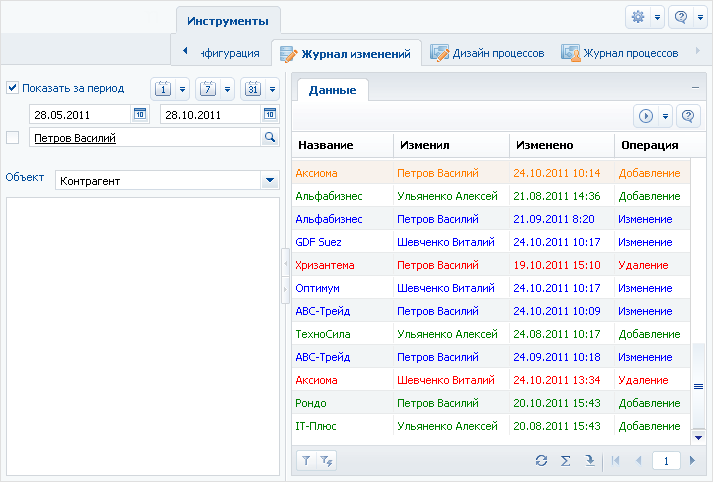 Инструменты
нфигурация Журнал изменений Дизайн процессов Журнал процессов
Показать за период 1 7 31
28.05.2011 28.10.2011
Петров Василий
Объект Контрагент
Данные
Название Изменил Изменено Операция
Аксиома Петров Василий 24.10.2011 10:14 Добавление
Альфабизнес Ульяненко Алексей 21.08.2011 14:36 Добавление
Альфабизнес Петров Василий 21.09.2011 8:20 Изменение
GDF Suez Шевченко Виталий 24.10.2011 10:17 Изменение
Хризантема Петров Василий 19.10.2011 15:10 Удаление
Оптимум Шевченко Виталий 24.10.2011 10:17 Изменение
АВС-Трейд Петров Василий 24.10.2011 10:09 Изменение
ТехноСила Ульяненко Алексей 24.08.2011 10:17 Добавление
АВС-Трейд Петров Василий 24.09.2011 10:18 Изменение
Аксиома Шевченко Виталий 24.10.2011 13:34 Удаление
Рондо Петров Василий 20.10.2011 15:43 Добавление
IT-Плюс Ульяненко Алексей 20.08.2011 15:43 Добавление
1